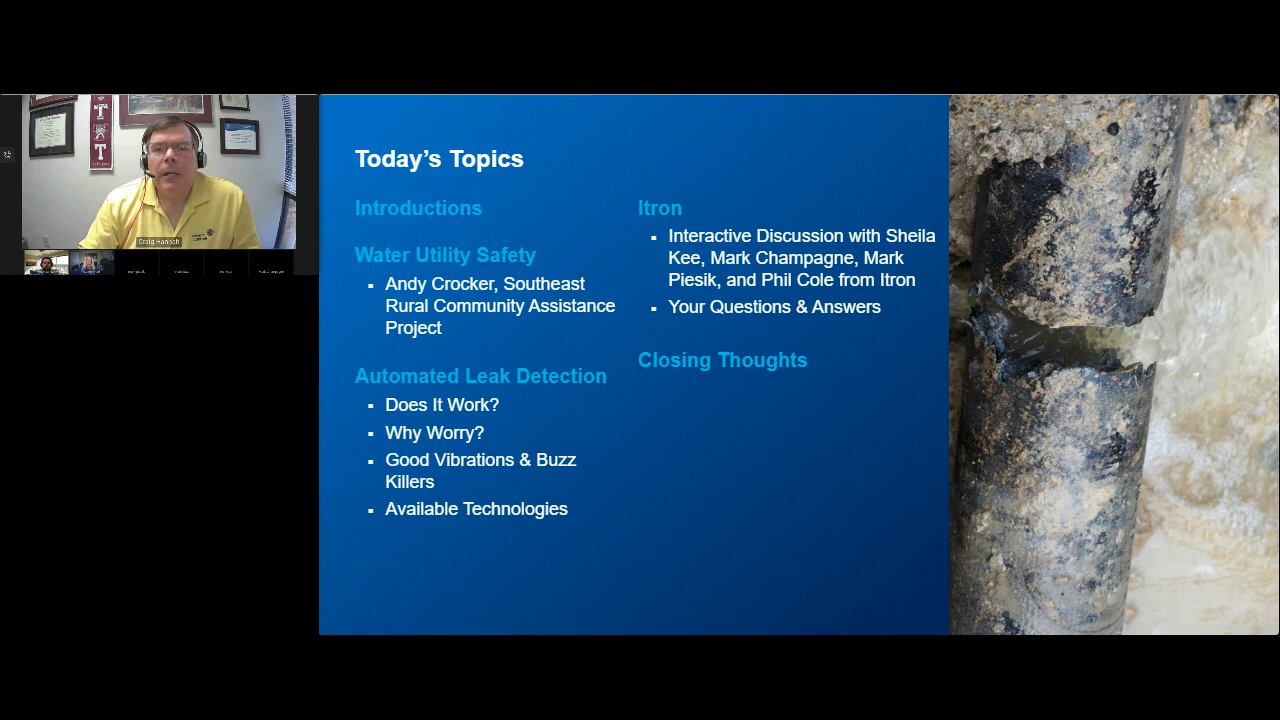 Craig Hannah
Today's Topics
Introductions
Water Utility Safety
▪ Andy Crocker, Southeast
Rural Community Assistance
Project
Automated Leak Detection
▪ Does It Work?
▪ Why Worry?
▪ Good Vibrations & Buzz
Killers
▪ Available Technologies
Itron
▪ Interactive Discussion with Sheila
Kee, Mark Champagne, Mark
Piesik, and Phil Cole from Itron
▪ Your Questions & Answers
Closing Thoughts